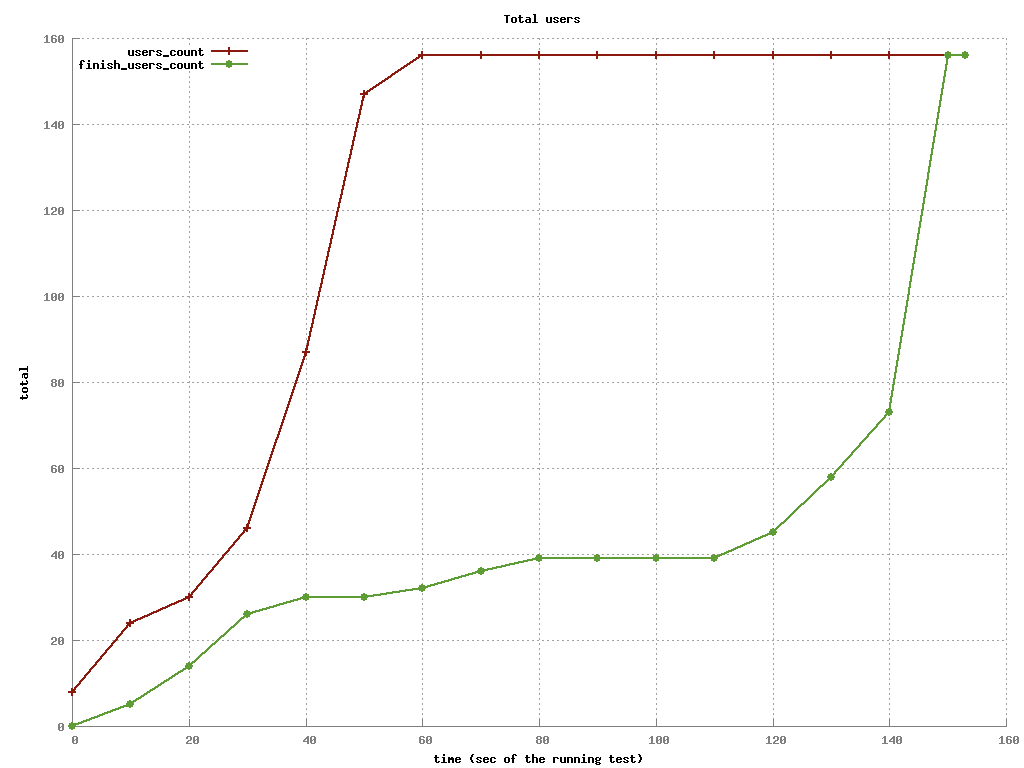 Total users
users_count
finish_users_count
160
140
120
100
80
60
40
20
0
total
0 20 40 60 80 100 120 140 160
time (sec of the running test)